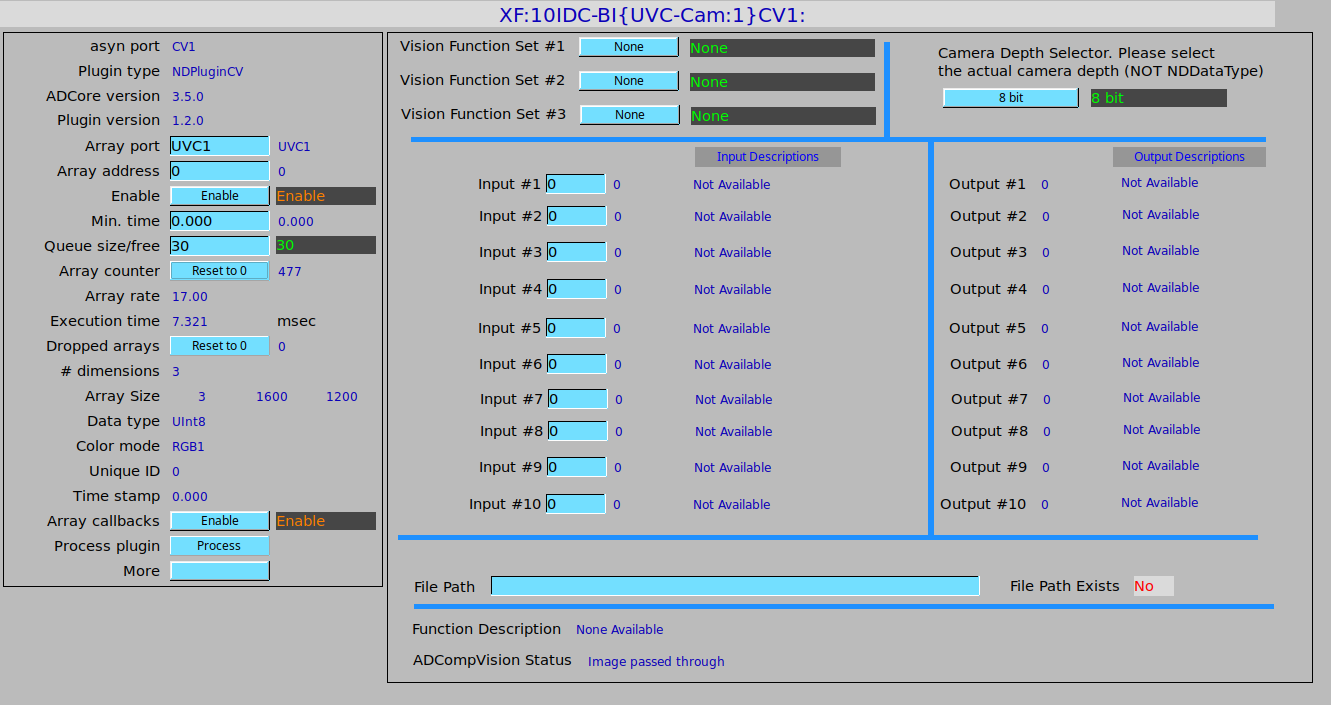 XF:10IDC-BI{UVC-Cam:1}CV1:
asyn port CV1
Plugin type NDPluginCV
ADCore version 3.5.0
Plugin version 1.2.0
Array port UVC1 UVC1
Array address 0 0
Enable Enable Enable
Min. time 0.000 0.000
Queue size/free 30 30
Array counter Reset to 0 477
Array rate 17.00
Execution time 7.321 msec
Dropped arrays Reset to 0 0
# dimensions 3
Array Size 3 1600 1200
Data type UInt8
Color mode RGB1
Unique ID 0
Time stamp 0.000
Array callbacks Enable Enable
Process plugin Process
More
Vision Function Set #1 None None
Vision Function Set #2 None None
Vision Function Set #3 None None
Camera Depth Selector. Please select
the actual camera depth (NOT NDDataType)
8 bit 8 bit
Input Descriptions
Input #1 0 0 Not Available
Input #2 0 0 Not Available
Input #3 0 0 Not Available
Input #4 0 0 Not Available
Input #5 0 0 Not Available
Input #6 0 0 Not Available
Input #7 0 0 Not Available
Input #8 0 0 Not Available
Input #9 0 0 Not Available
Input #10 0 0 Not Available
Output Descriptions
Output #1 0 Not Available
Output #2 0 Not Available
Output #3 0 Not Available
Output #4 0 Not Available
Output #5 0 Not Available
Output #6 0 Not Available
Output #7 0 Not Available
Output #8 0 Not Available
Output #9 0 Not Available
Output #10 0 Not Available
File Path File Path Exists No
Function Description None Available
ADCompVision Status Image passed through